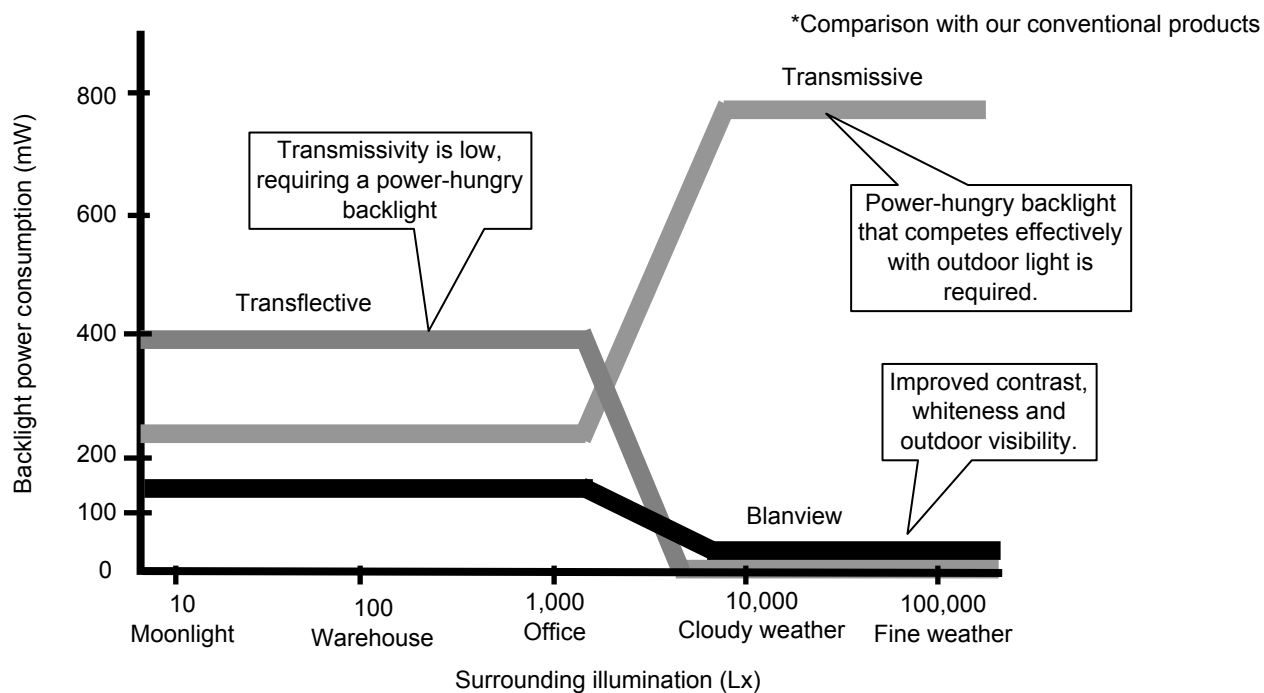 *Comparison with our conventional products
Backlight power consumption (mW)
800
600
400
200
100
0
Transmissive
Transmissivity is low,
requiring a power-hungry
backlight
Power-hungry backlight
that competes effectively
with outdoor light is
required.
Transflective
Improved contrast,
whiteness and
outdoor visibility.
Blanview
10
100
1,000
10,000
100,000
Moonlight
Warehouse
Office
Cloudy weather
Fine weather
Surrounding illumination (Lx)